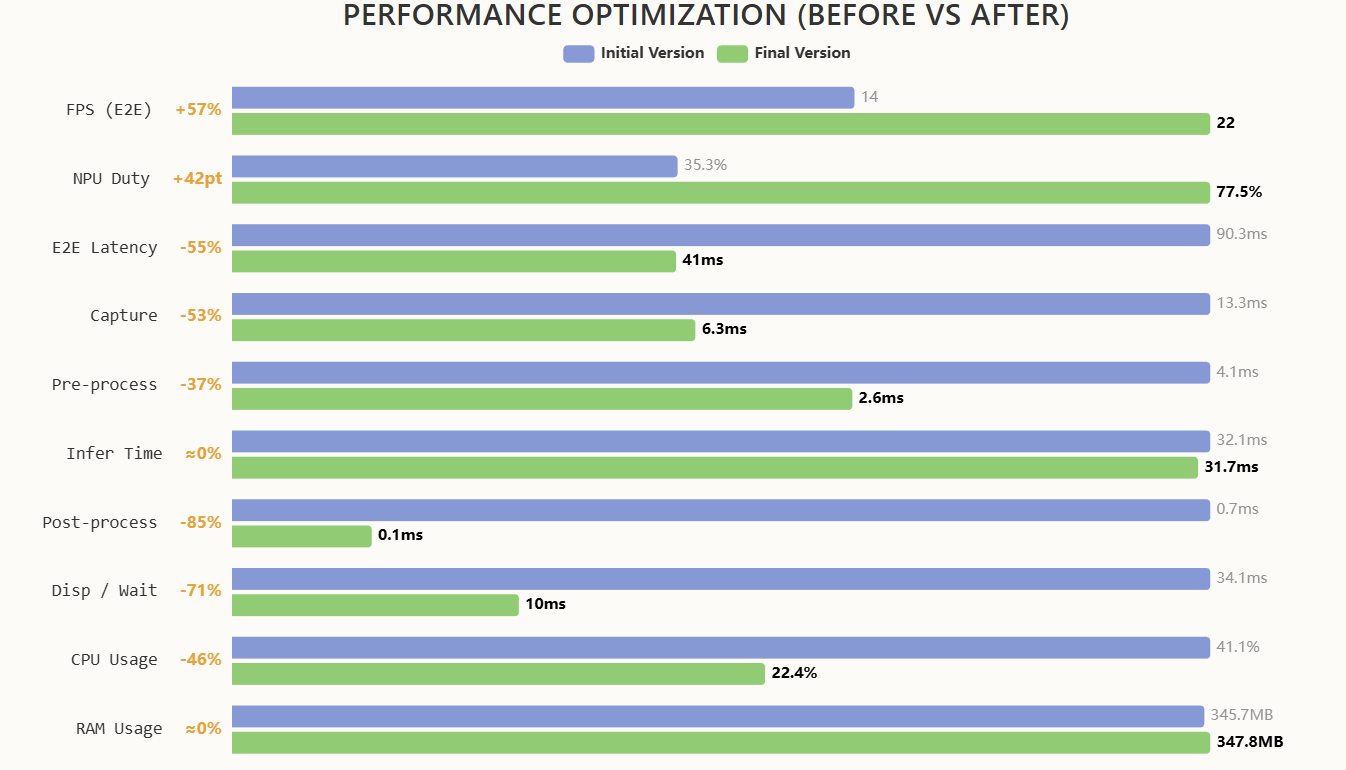 PERFORMANCE OPTIMIZATION (BEFORE VS AFTER)
Initial Version Final Version
FPS (E2E) +57% 14
22
NPU Duty +42pt 35.3%
77.5%
E2E Latency -55% 90.3ms
41ms
Capture -53% 13.3ms
6.3ms
Pre-process -37% 4.1ms
2.6ms
Infer Time ≈0% 32.1ms
31.7ms
Post-process -85% 0.7ms
0.1ms
Disp / Wait -71% 34.1ms
10ms
CPU Usage -46% 41.1%
22.4%
RAM Usage ≈0% 345.7MB
347.8MB